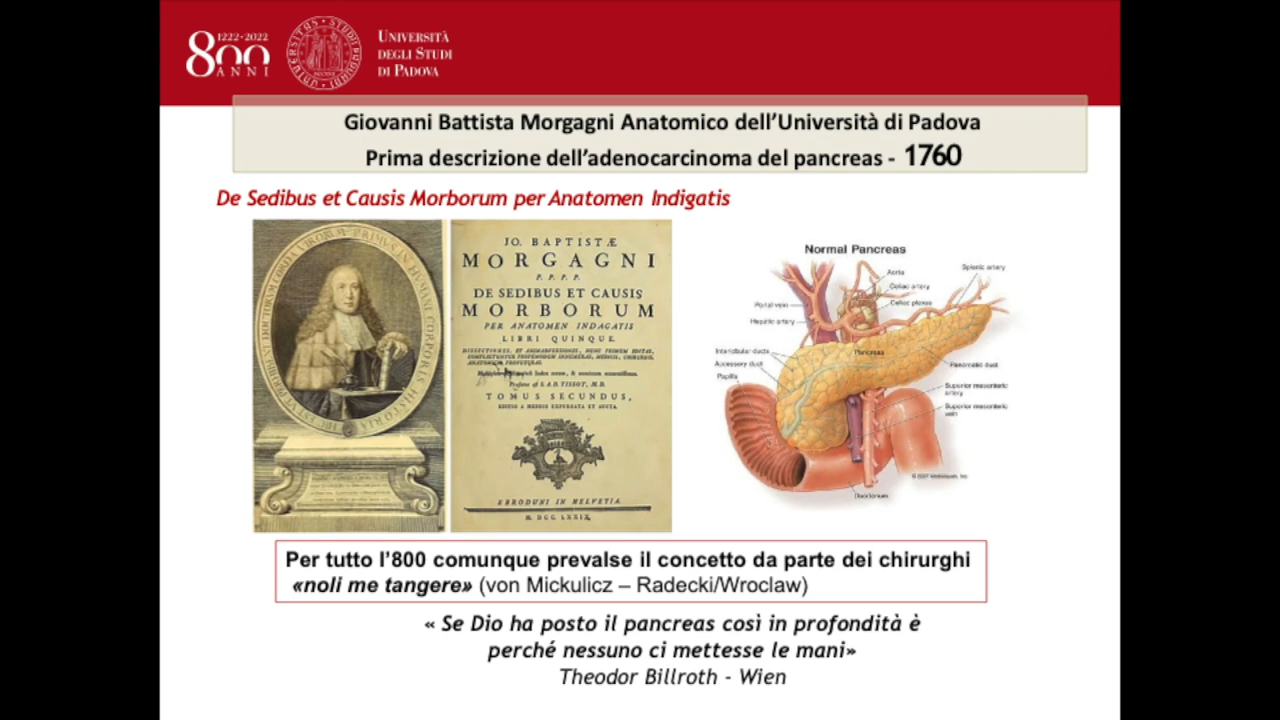 1222-2022
800
ANNI
UNIVERSITÀ
DEGLI STUDI
DI PADOVA
Giovanni Battista Morgagni Anatomico dell'Università di Padova
Prima descrizione dell'adenocarcinoma del pancreas - 1760
De Sedibus et Causis Morborum per Anatomen Indigatis
JO. BAPTISTÆ
MORGAGNI
P. P. P. P.
DE SEDIBUS ET CAUSIS
MORBORUM
PER ANATOMEN INDAGATIS
LIBRI QUINQUE
TOMUS SECUNDUS,
EBRODUNI IN HELVETIA
Normal Pancreas
Aorta
Splenic artery
Celiac artery
Portal vein
Celiac plexus
Hepatic artery
Interlobular ducts
Pancreas
Accessory duct
Pancreatic duct
Papilla
Superior mesenteric
artery
Superior mesenteric
vein
Duodenum
Per tutto l'800 comunque prevalse il concetto da parte dei chirurghi
«noli me tangere» (von Mickulicz – Radecki/Wroclaw)
« Se Dio ha posto il pancreas così in profondità è
perché nessuno ci mettesse le mani»
Theodor Billroth - Wien